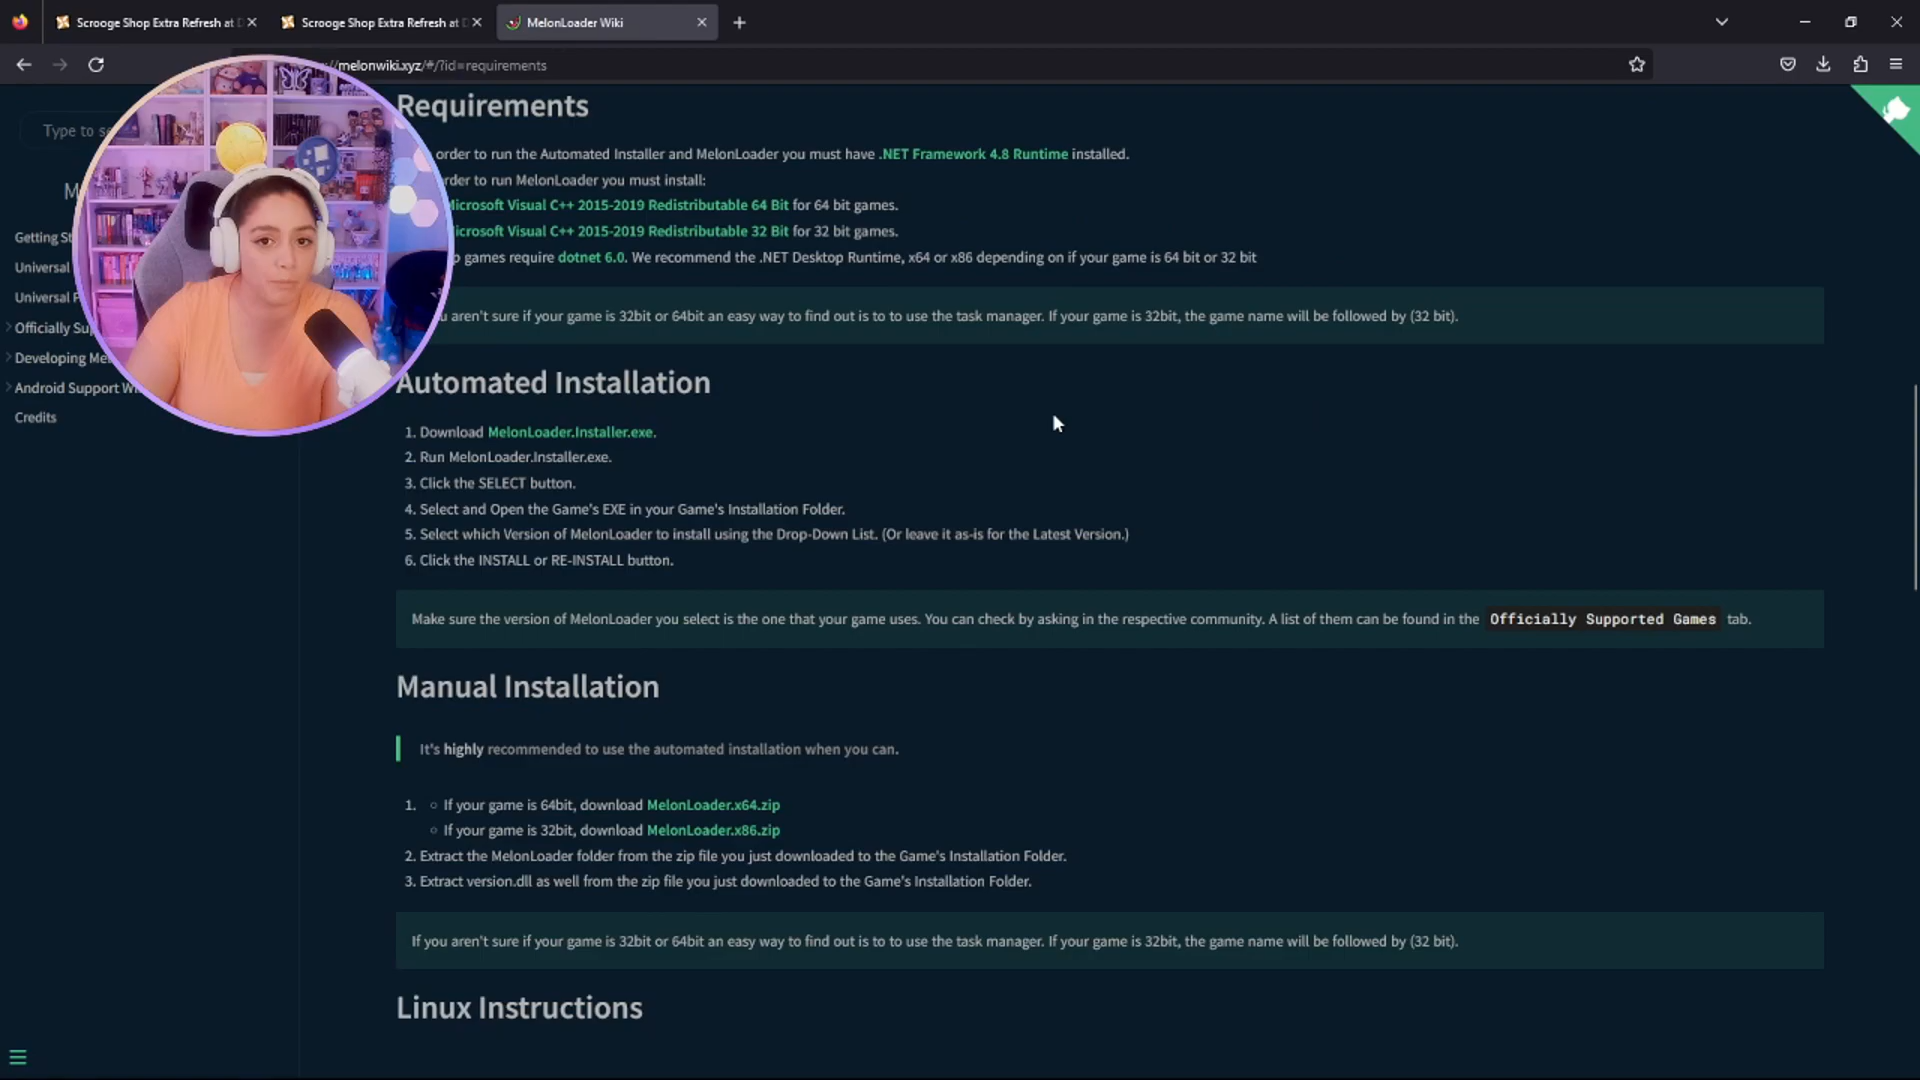 Scrooge Shop Extra Refresh at
Scrooge Shop Extra Refresh at
MelonLoader Wiki
melonwiki.xyz/#/?id=requirements
Type to
Getting
Universal
Universal
Officially
Developing
Android Support
Credits
Requirements
order to run the Automated Installer and MelonLoader you must have .NET Framework 4.8 Runtime installed.
order to run MelonLoader you must install:
Microsoft Visual C++ 2015-2019 Redistributable 64 Bit for 64 bit games.
Microsoft Visual C++ 2015-2019 Redistributable 32 Bit for 32 bit games.
games require dotnet 6.0. We recommend the .NET Desktop Runtime, x64 or x86 depending on if your game is 64 bit or 32 bit
aren't sure if your game is 32bit or 64bit an easy way to find out is to to use the task manager. If your game is 32bit, the game name will be followed by (32 bit).
Automated Installation
1. Download MelonLoader.Installer.exe.
2. Run MelonLoader.Installer.exe.
3. Click the SELECT button.
4. Select and Open the Game's EXE in your Game's Installation Folder.
5. Select which Version of MelonLoader to install using the Drop-Down List. (Or leave it as-is for the Latest Version.)
6. Click the INSTALL or RE-INSTALL button.
Make sure the version of MelonLoader you select is the one that your game uses. You can check by asking in the respective community. A list of them can be found in the Officially Supported Games tab.
Manual Installation
It's highly recommended to use the automated installation when you can.
1. ○ If your game is 64bit, download MelonLoader.x64.zip
○ If your game is 32bit, download MelonLoader.x86.zip
2. Extract the MelonLoader folder from the zip file you just downloaded to the Game's Installation Folder.
3. Extract version.dll as well from the zip file you just downloaded to the Game's Installation Folder.
If you aren't sure if your game is 32bit or 64bit an easy way to find out is to to use the task manager. If your game is 32bit, the game name will be followed by (32 bit).
Linux Instructions